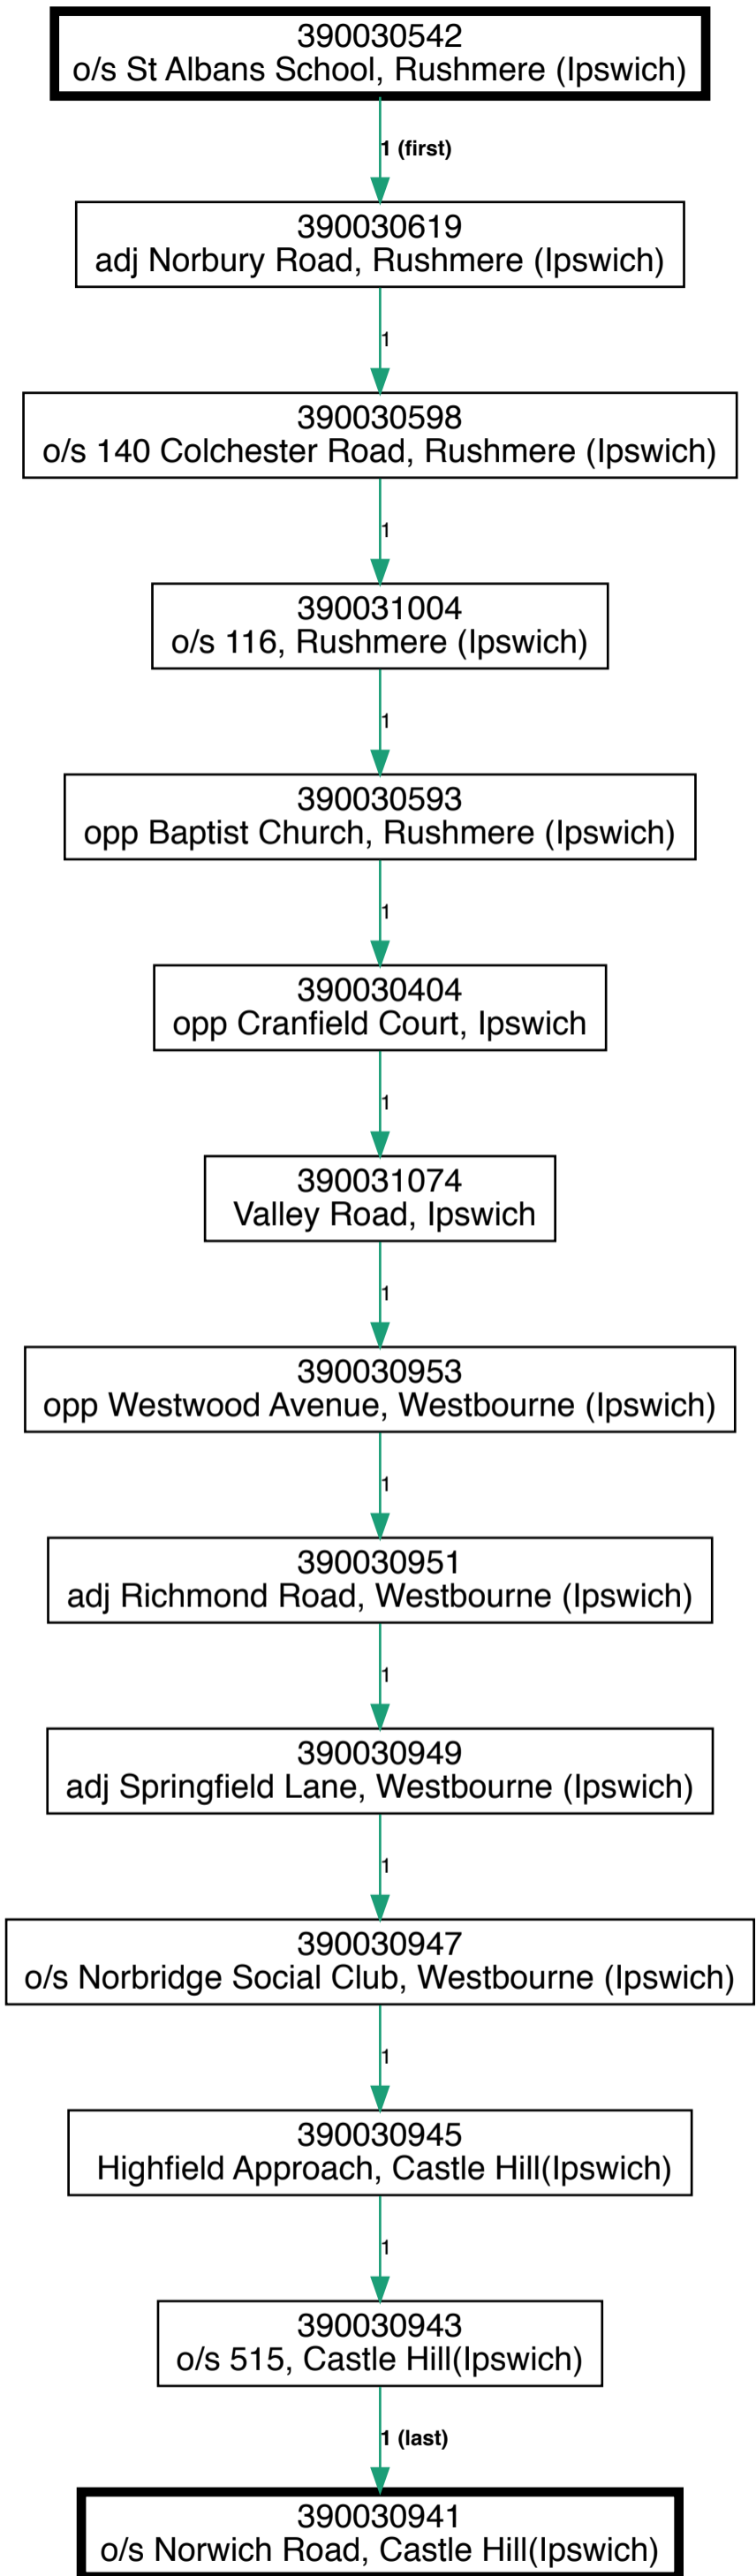 390030542
o/s St Albans School, Rushmere (Ipswich)
1 (first)
390030619
adj Norbury Road, Rushmere (Ipswich)
1
390030598
o/s 140 Colchester Road, Rushmere (Ipswich)
1
390031004
o/s 116, Rushmere (Ipswich)
1
390030593
opp Baptist Church, Rushmere (Ipswich)
1
390030404
opp Cranfield Court, Ipswich
1
390031074
Valley Road, Ipswich
1
390030953
opp Westwood Avenue, Westbourne (Ipswich)
1
390030951
adj Richmond Road, Westbourne (Ipswich)
1
390030949
adj Springfield Lane, Westbourne (Ipswich)
1
390030947
o/s Norbridge Social Club, Westbourne (Ipswich)
1
390030945
Highfield Approach, Castle Hill(Ipswich)
1
390030943
o/s 515, Castle Hill(Ipswich)
1 (last)
390030941
o/s Norwich Road, Castle Hill(Ipswich)